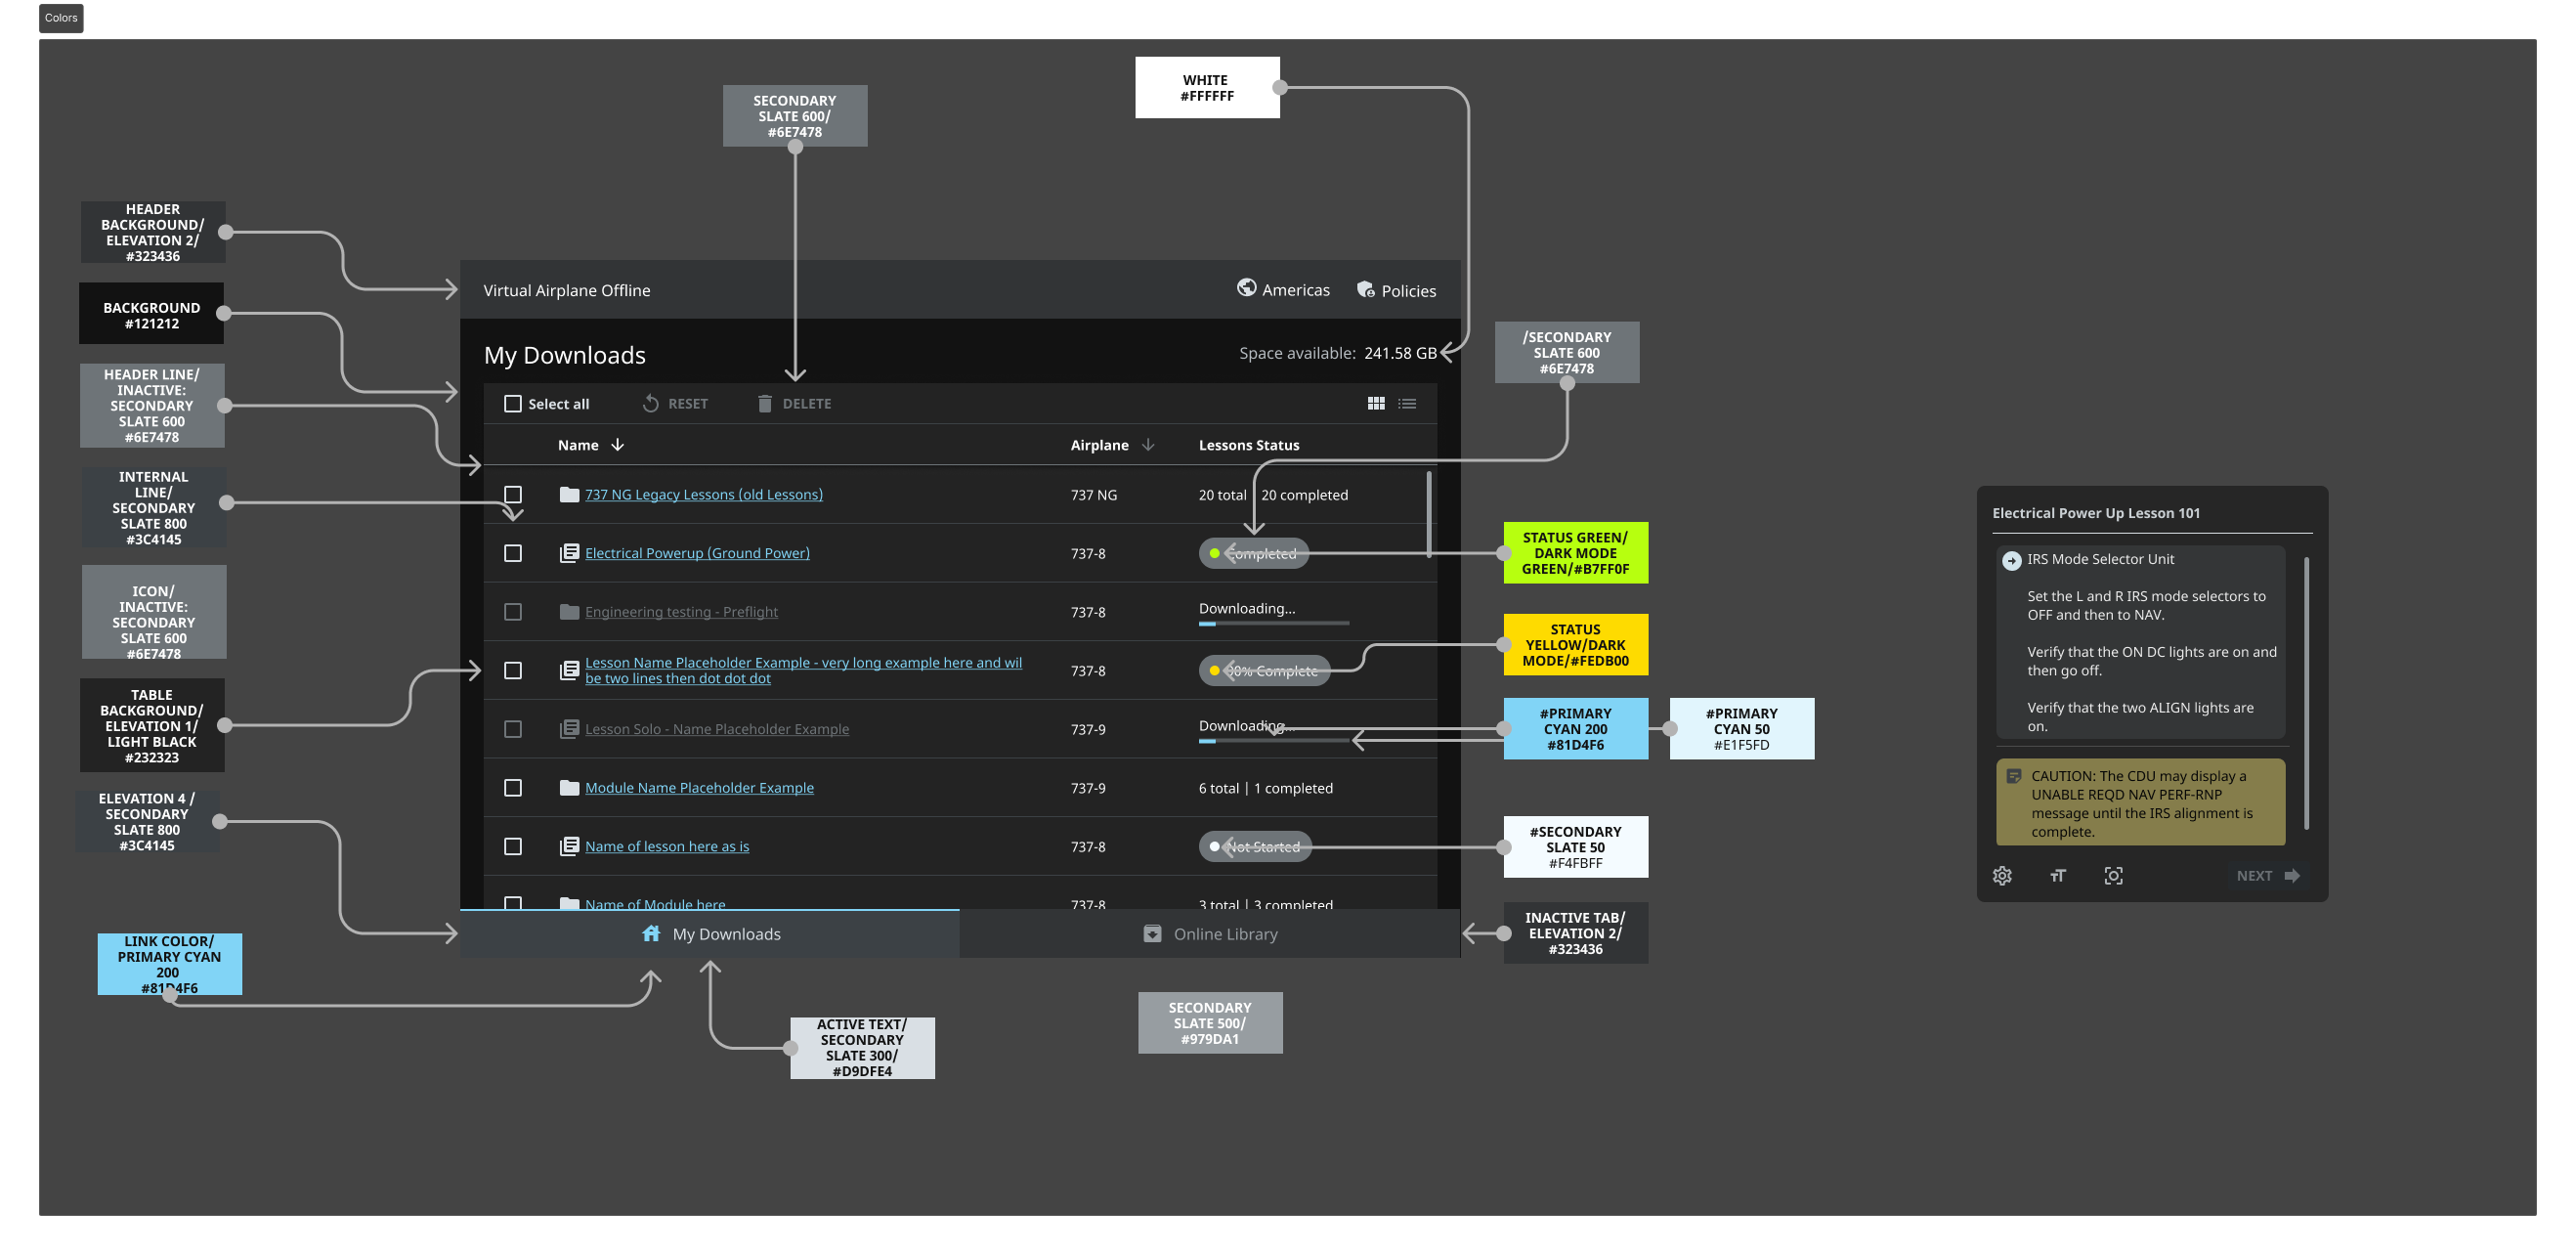 Colors
WHITE
#FFFFFF
SECONDARY
SLATE 600/
#6E7478
HEADER
BACKGROUND/
ELEVATION 2/
#323436
BACKGROUND
#121212
HEADER LINE/
INACTIVE:
SECONDARY
SLATE 600
#6E7478
INTERNAL
LINE/
SECONDARY
SLATE 800
#3C4145
ICON/
INACTIVE:
SECONDARY
SLATE 600
#6E7478
TABLE
BACKGROUND/
ELEVATION 1/
LIGHT BLACK
#232323
ELEVATION 4 /
SECONDARY
SLATE 800
#3C4145
LINK COLOR/
PRIMARY CYAN
200
#81D4F6
Virtual Airplane Offline
Americas
Policies
My Downloads
Space available: 241.58 GB
Select all
RESET
DELETE
Name
Airplane
Lessons Status
737 NG Legacy Lessons (old Lessons)
737 NG
20 total | 20 completed
Electrical Powerup (Ground Power)
737-8
Completed
Engineering testing - Preflight
737-8
Downloading...
Lesson Name Placeholder Example - very long example here and wil
be two lines then dot dot dot
737-8
% Complete
Lesson Solo - Name Placeholder Example
737-9
Downloading...
Module Name Placeholder Example
737-9
6 total | 1 completed
Name of lesson here as is
737-8
Not Started
Name of Module here
737-8
3 total | 3 completed
My Downloads
Online Library
ACTIVE TEXT/
SECONDARY
SLATE 300/
#D9DFE4
SECONDARY
SLATE 500/
#979DA1
/SECONDARY
SLATE 600
#6E7478
STATUS GREEN/
DARK MODE
GREEN/#B7FF0F
STATUS
YELLOW/DARK
MODE/#FEDB00
#PRIMARY
CYAN 200
#81D4F6
#PRIMARY
CYAN 50
#E1F5FD
#SECONDARY
SLATE 50
#F4FBFF
INACTIVE TAB/
ELEVATION 2/
#323436
Electrical Power Up Lesson 101
IRS Mode Selector Unit
Set the L and R IRS mode selectors to
OFF and then to NAV.
Verify that the ON DC lights are on and
then go off.
Verify that the two ALIGN lights are
on.
CAUTION: The CDU may display a
UNABLE REQD NAV PERF-RNP
message until the IRS alignment is
complete.
NEXT